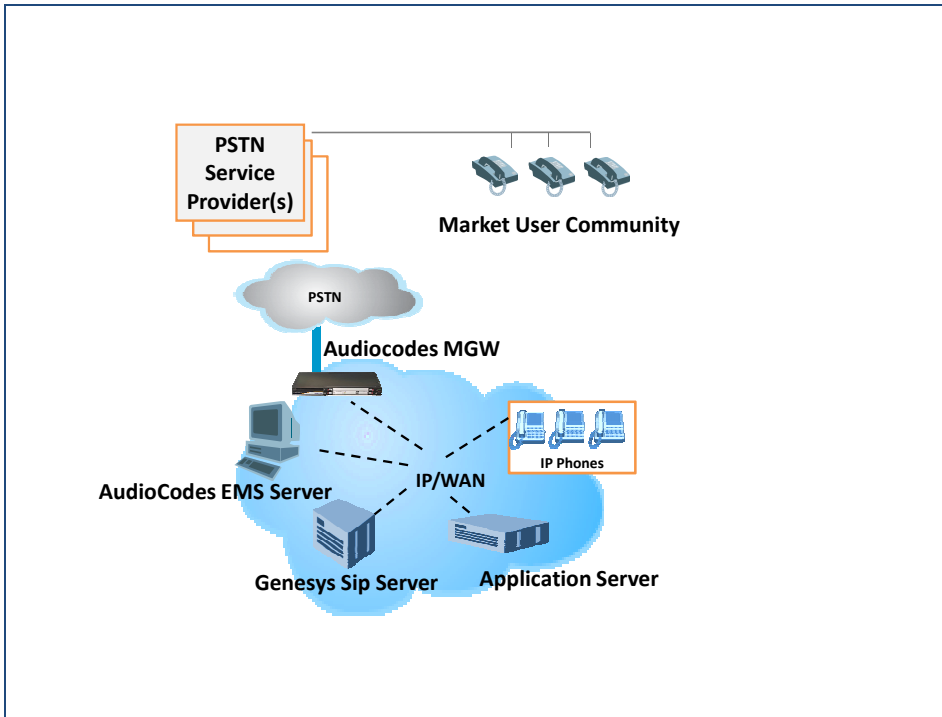 PSTN
Service
Provider(s)
Market User Community
PSTN
Audiocodes MGW
IP Phones
IP/WAN
AudioCodes EMS Server
Genesys Sip Server
Application Server